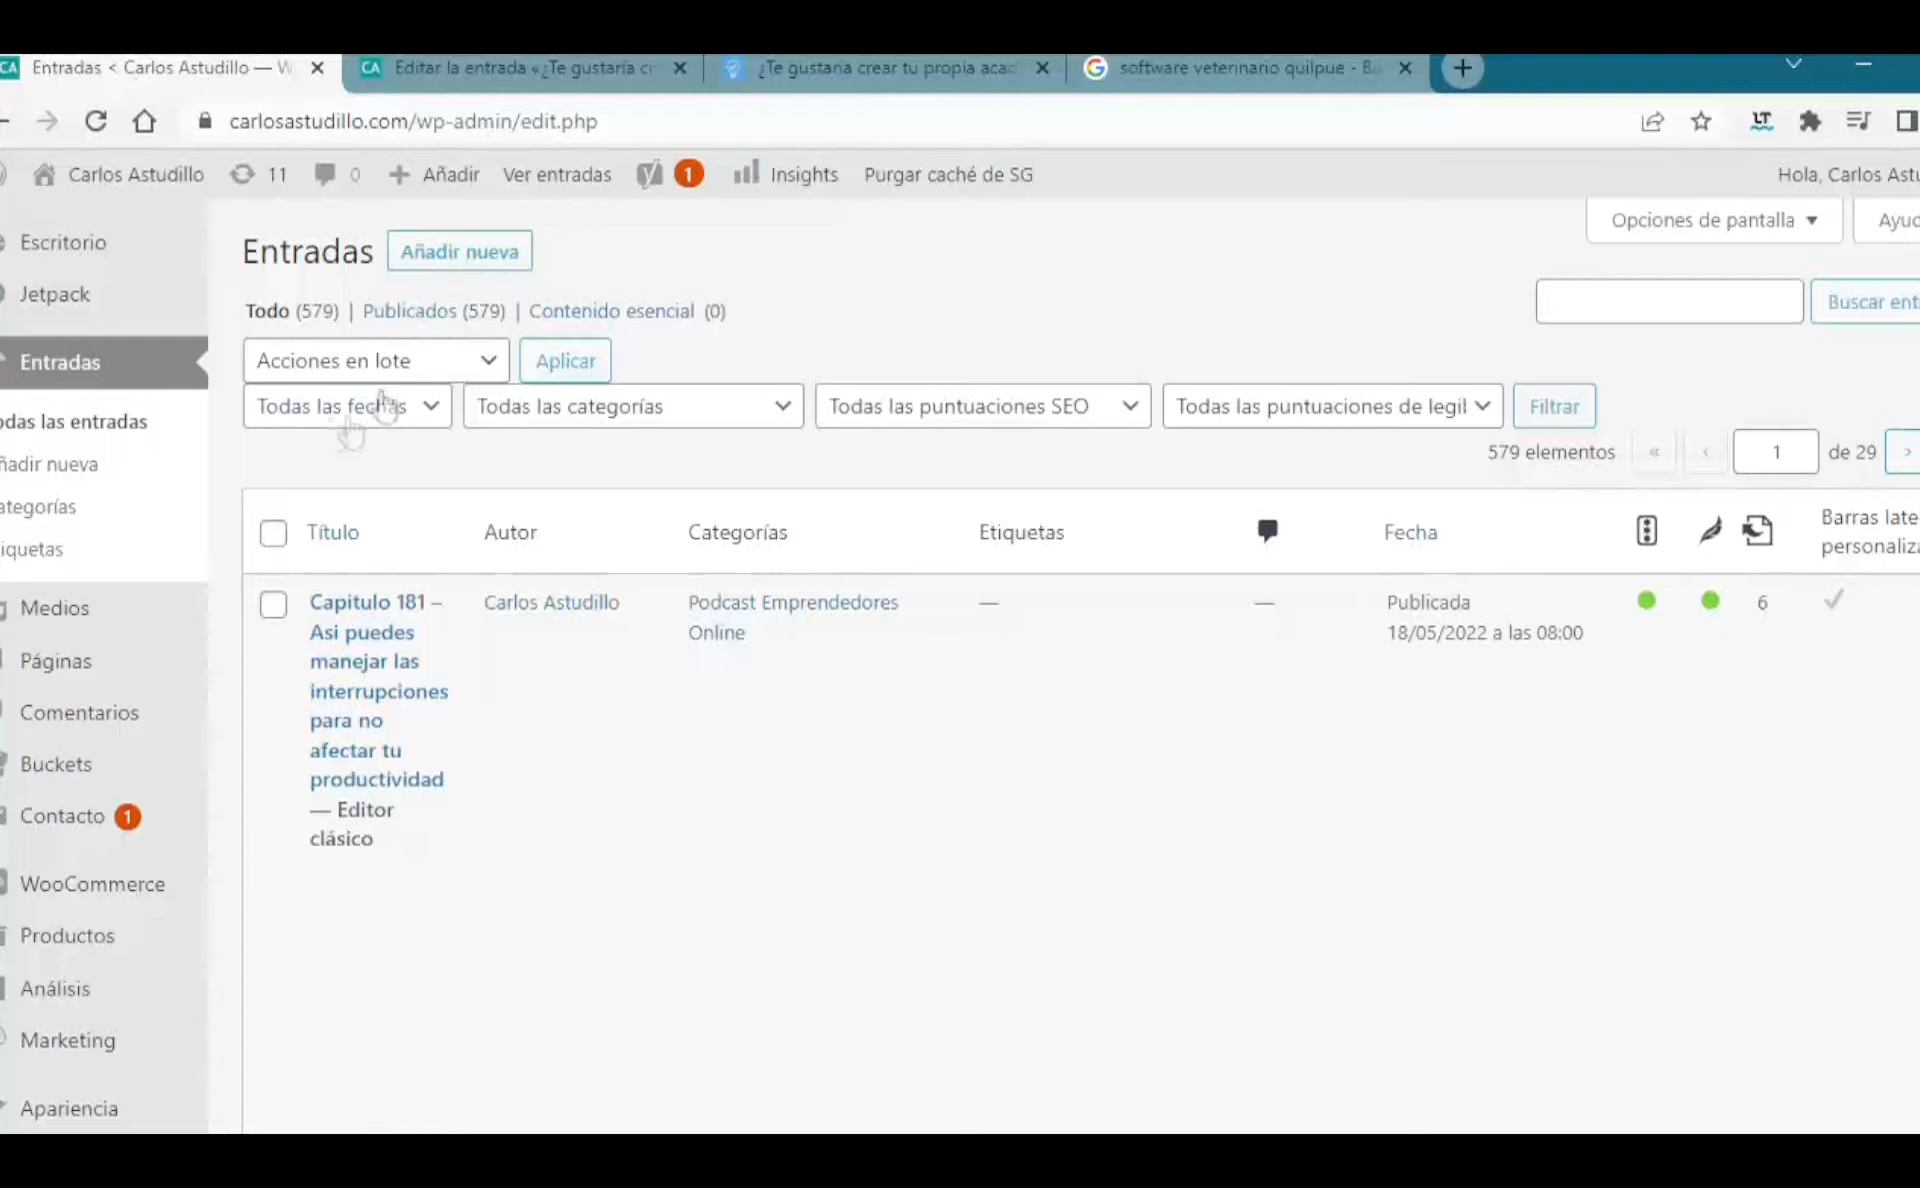 Entradas < Carlos Astudillo — W
Editar la entrada «¿Te gustaría cr
¿Te gustaria crear tu propia acad
software veterinario quilpue - Bu
carlosastudillo.com/wp-admin/edit.php
Carlos Astudillo 11 0 Añadir Ver entradas 1 Insights Purgar caché de SG Hola, Carlos Astu
Opciones de pantalla Ayud
Escritorio
Jetpack
Entradas
odas las entradas
ñadir nueva
ategorías
iquetas
Medios
Páginas
Comentarios
Buckets
Contacto 1
WooCommerce
Productos
Análisis
Marketing
Apariencia
Entradas Añadir nueva
Todo (579) | Publicados (579) | Contenido esencial (0)
Buscar ent
Acciones en lote Aplicar
Todas las fechas Todas las categorías Todas las puntuaciones SEO Todas las puntuaciones de legil Filtrar
579 elementos « ‹ 1 de 29 ›
Título Autor Categorías Etiquetas Fecha Barras late
personaliza
Capitulo 181 – Carlos Astudillo Podcast Emprendedores — — Publicada 6
Asi puedes Online 18/05/2022 a las 08:00
manejar las
interrupciones
para no
afectar tu
productividad
— Editor
clásico